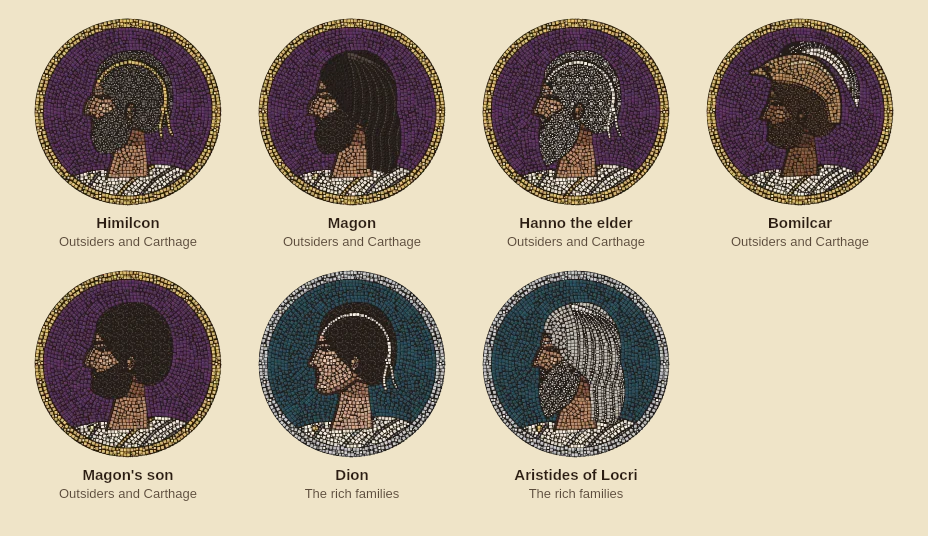 Himilcon
Outsiders and Carthage
Magon
Outsiders and Carthage
Hanno the elder
Outsiders and Carthage
Bomilcar
Outsiders and Carthage
Magon's son
Outsiders and Carthage
Dion
The rich families
Aristides of Locri
The rich families